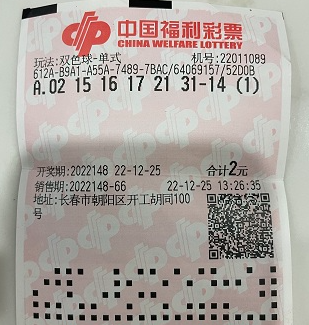 中国福利彩票
CHINA WELFARE LOTTERY
玩法:双色球-单式 机号:22011089
612A-B9A1-A55A-7489-7BAC/64069157/52D0B
A.02 15 16 17 21 31-14 (1)
开奖期:2022148 22-12-25 合计2元
销售期:2022148-66 22-12-25 13:26:35
地址:长春市朝阳区开工胡同100
号